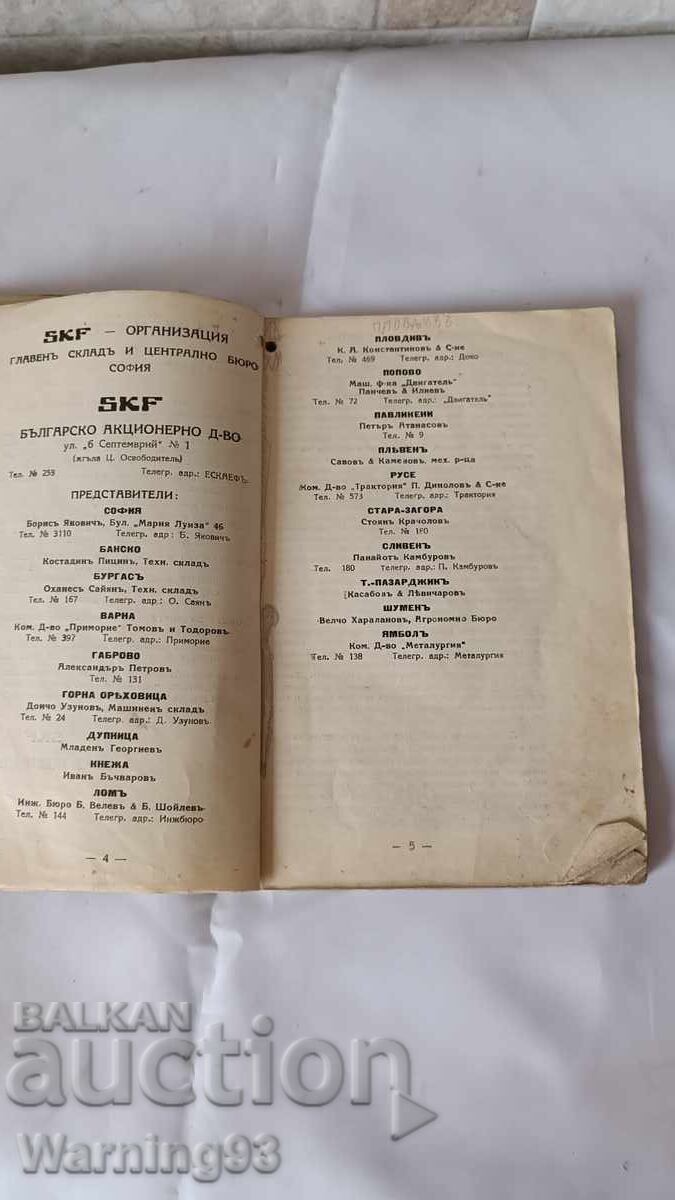 SKF – ОРГАНИЗАЦИЯ
ГЛАВЕНЪ СКЛАДЪ И ЦЕНТРАЛНО БЮРО
СОФИЯ
SKF
БЪЛГАРСКО АКЦИОНЕРНО Д-ВО
ул. „6 Септемврий“ № 1
(жгъла Ц. Освободитель)
Тел. № 259 Телегр. адр.: ЕСКАЕФЪ
ПРЕДСТАВИТЕЛИ:
СОФИЯ
Борисъ Яковичъ, Бул. „Мария Луиза“ 46
Тел. № 3110 Телегр. адр.: Б. Яковичъ
БАНСКО
Костадинъ Пицинъ, Техн. складъ
БУРГАСЪ
Оханесъ Сайянъ, Техн. складъ
Тел. № 167 Телегр. адр.: О. Саянъ
ВАРНА
Ком. Д-во „Приморие“ Томовъ и Тодоровъ
Тел. № 397 Телегр. адр.: Приморие
ГАБРОВО
Александъръ Петровъ
Тел. № 131
ГОРНА ОРѢХОВИЦА
Дойчо Узуновъ, Машиненъ складъ
Тел. № 24 Телегр. адр.: Д. Узуновъ
ДУПНИЦА
Младенъ Георгиевъ
КНЕЖА
Иванъ Бъчваровъ
ЛОМЪ
Инж. Бюро Б. Велевъ & Б. Шойлевъ
Тел. № 144 Телегр. адр.: Инжбюро
— 4 —
ПЛОВДИВЪ
К. А. Константиновъ & С-ие
Тел. № 469 Телегр. адр.: Доко
ПОПОВО
Маш. ф-ка „Двигатель“
Панчевъ & Илиевъ
Тел. № 72 Телегр. адр.: „Двигатель“
ПАВЛИКЕНИ
Петъръ Атанасовъ
Тел. № 9
ПЛѢВЕНЪ
Савовъ & Каменовъ, мех. р-ца
РУСЕ
Ком. Д-во „Трактория“ П. Диноловъ & С-ие
Тел. № 573 Телегр. адр.: Трактория
СТАРА-ЗАГОРА
Стоянъ Крачоловъ
Тел. № 180
СЛИВЕНЪ
Панайотъ Камбуровъ
Тел. 180 Телегр. адр.: П. Камбуровъ
Т.-ПАЗАРДЖИКЪ
Касабовъ & Лѣвичаровъ
ШУМЕНЪ
Велчо Харалановъ, Агрономно Бюро
ЯМБОЛЪ
Ком. Д-во „Металургия“
Тел. № 138 Телегр. адр.: Металургия
— 5 —
BALKAN
auction
Warning93